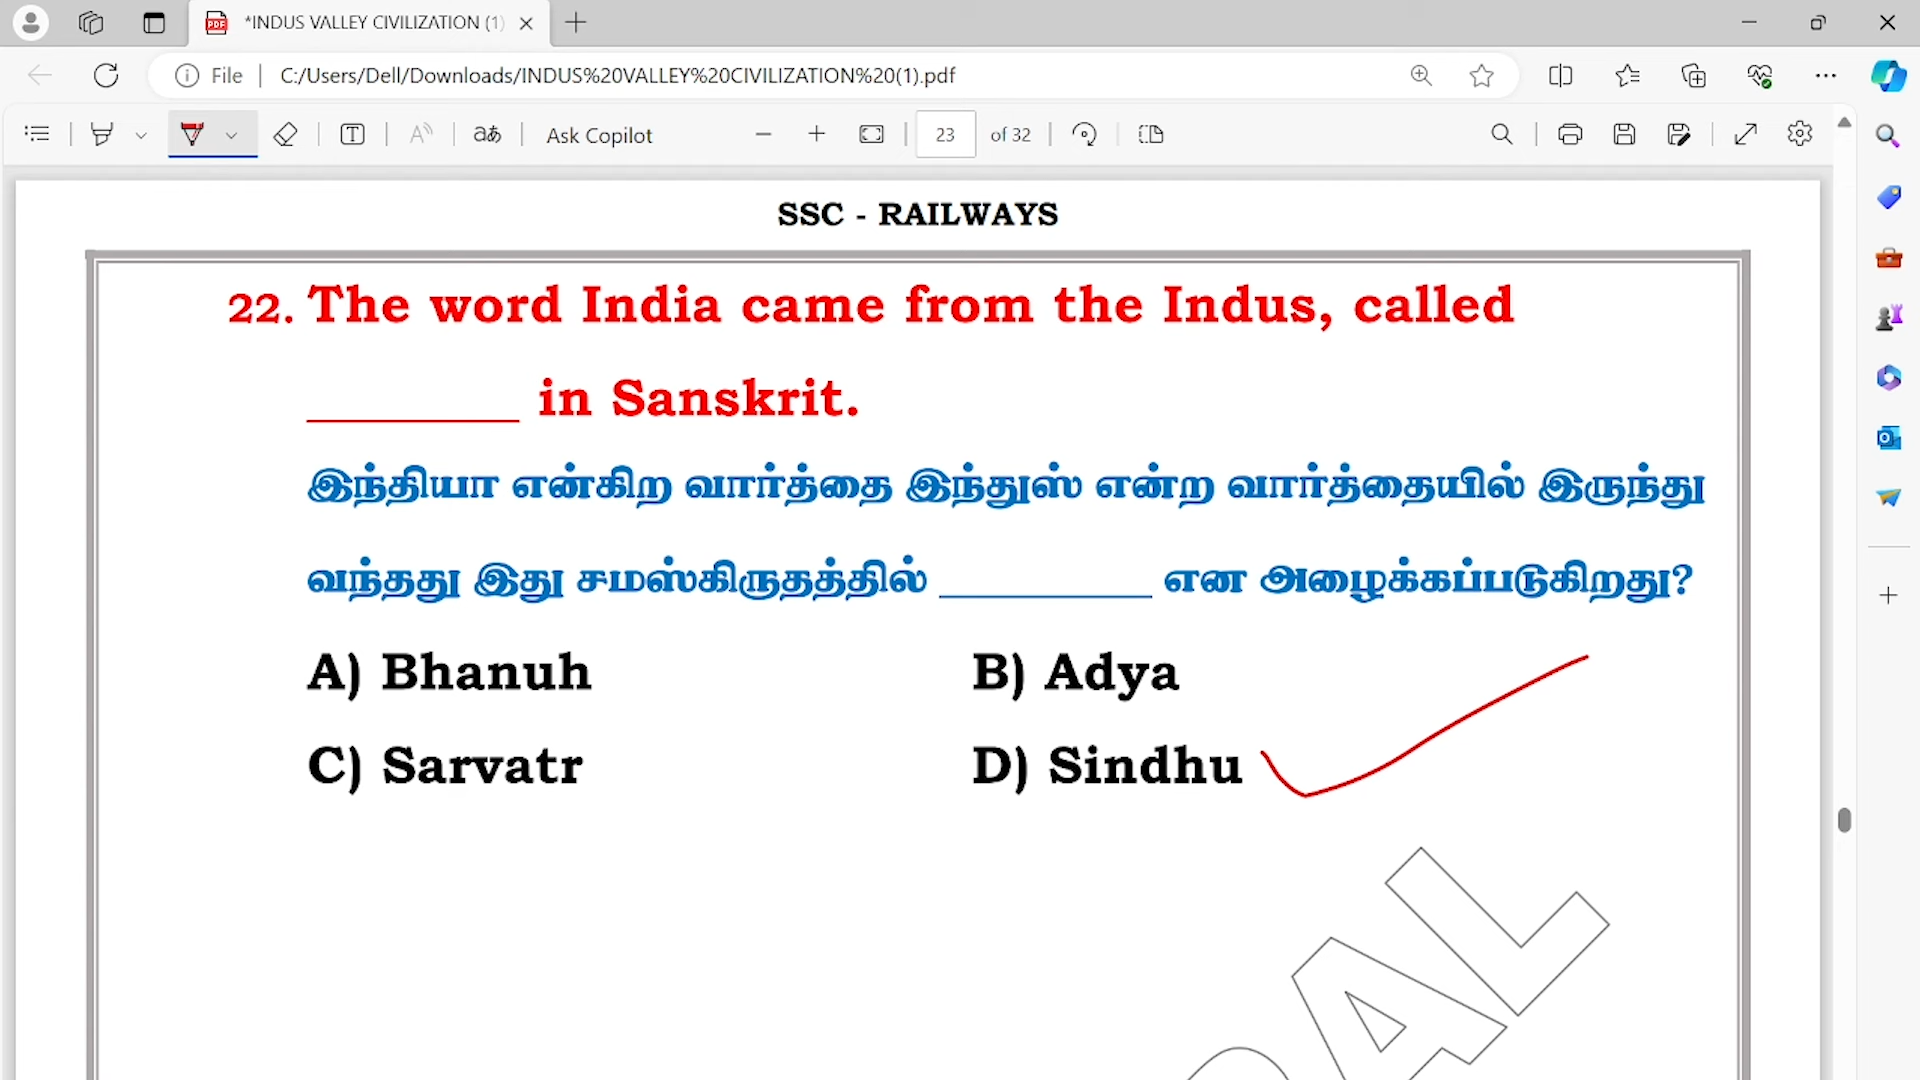 *INDUS VALLEY CIVILIZATION (1)
File
C:/Users/Dell/Downloads/INDUS%20VALLEY%20CIVILIZATION%20(1).pdf
Ask Copilot
23 of 32
SSC - RAILWAYS
22. The word India came from the Indus, called
________ in Sanskrit.
இந்தியா என்கிற வார்த்தை இந்துஸ் என்ற வார்த்தையில் இருந்து
வந்தது இது சமஸ்கிருதத்தில் ________ என அழைக்கப்படுகிறது?
A) Bhanuh B) Adya
C) Sarvatr D) Sindhu